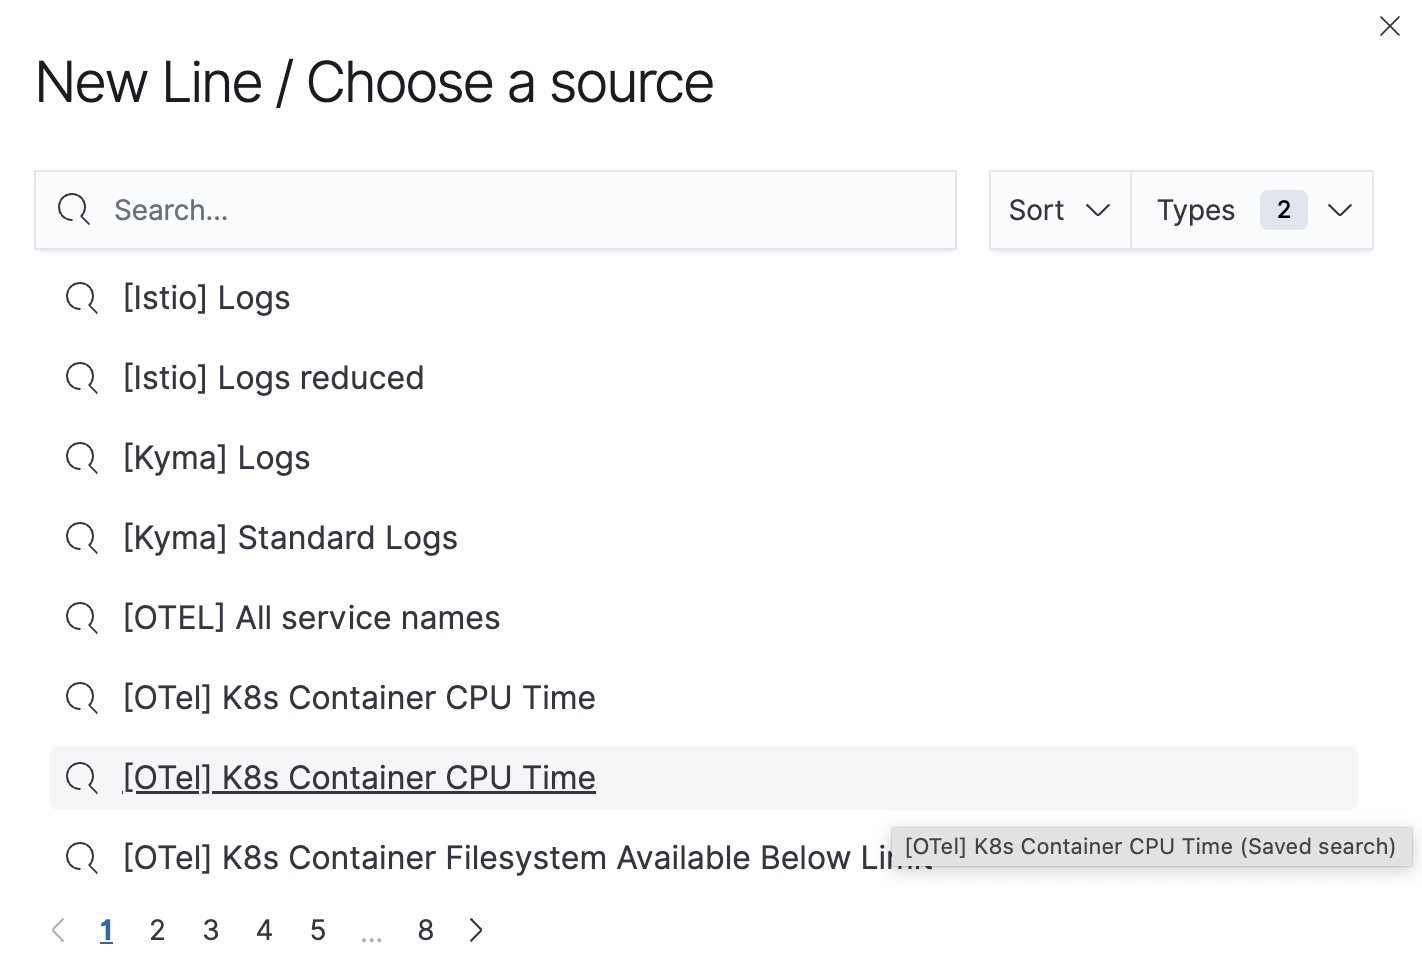 New Line / Choose a source
Search...
Sort
Types 2
[Istio] Logs
[Istio] Logs reduced
[Kyma] Logs
[Kyma] Standard Logs
[OTEL] All service names
[OTel] K8s Container CPU Time
[OTel] K8s Container CPU Time
[OTel] K8s Container CPU Time (Saved search)
[OTel] K8s Container Filesystem Available Below Limit
1 2 3 4 5 ... 8